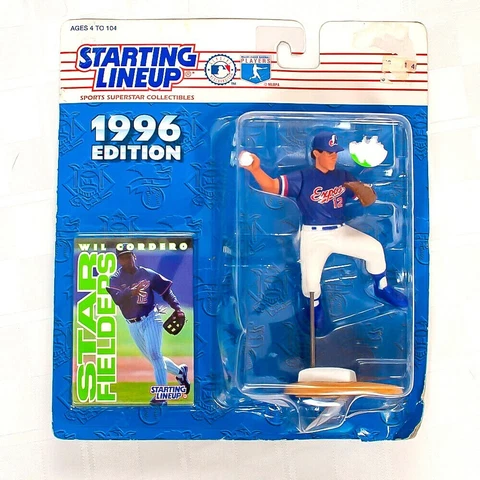 AGES 4 TO 104
STARTING
LINEUP
SPORTS SUPERSTAR COLLECTIBLES
PLAYERS
1996
EDITION
Expos
12
WIL CORDERO
STAR
FIELDERS
STARTING
LINEUP